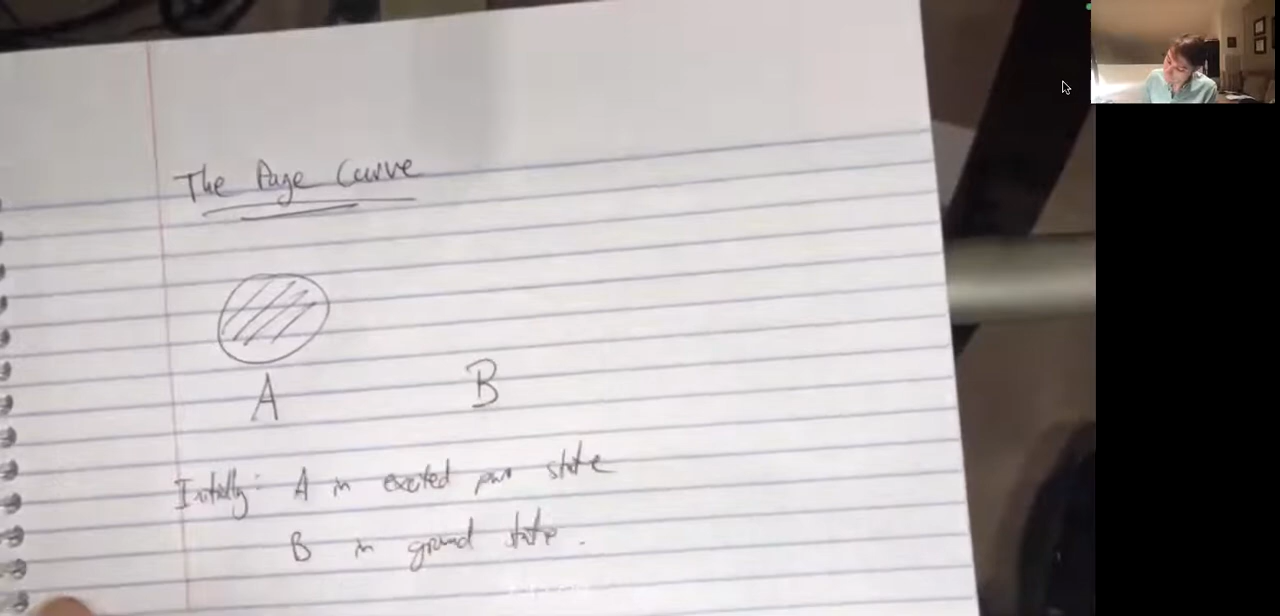 The Page Curve
A B
Initially: A in excited pure state
B in ground state.